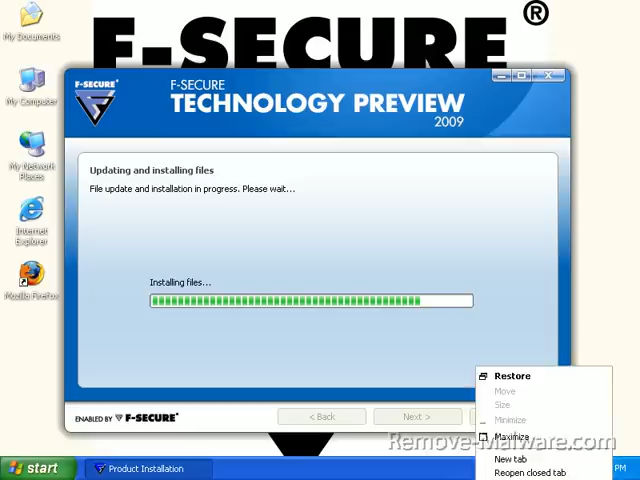 F-SECURE®
My Documents
F-SECURE®
F-SECURE
TECHNOLOGY PREVIEW
2009
My Computer
Updating and installing files
File update and installation in progress. Please wait...
My Network
Places
Internet
Explorer
Installing files...
Mozilla Firefox
Restore
Move
Size
Minimize
Maximize
New tab
Reopen closed tab
ENABLED BY F-SECURE®
< Back
Next >
Remove-Malware.com
start
Product Installation
PM